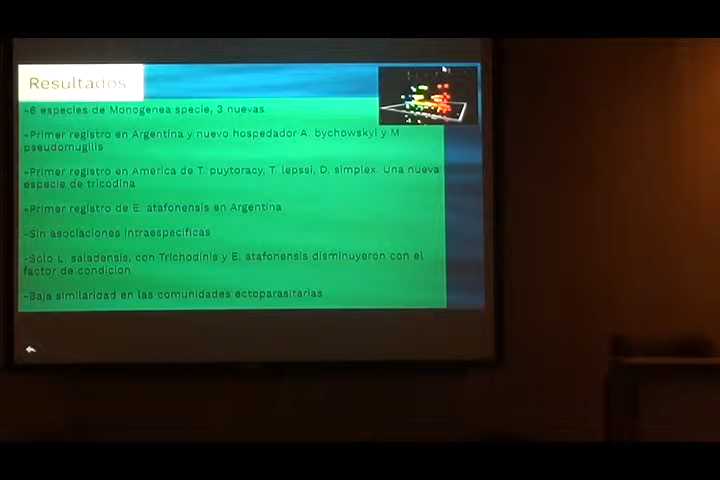 Resultados
-6 especies de Monogenea specie, 3 nuevas
-Primer registro en Argentina y nuevo hospedador A. bychowskyi y M
pseudomugilis
-Primer registro en America de T. puytoracy, T. lepssi, D. simplex. Una nueva
especie de tricodina
-Primer registro de E. atafonensis en Argentina
-Sin asociaciones intraespecíficas
-Solo L. saladensis, con Trichodinis y E. atafonensis disminuyeron con el
factor de condicion
-Baja similaridad en las comunidades ectoparasitarias